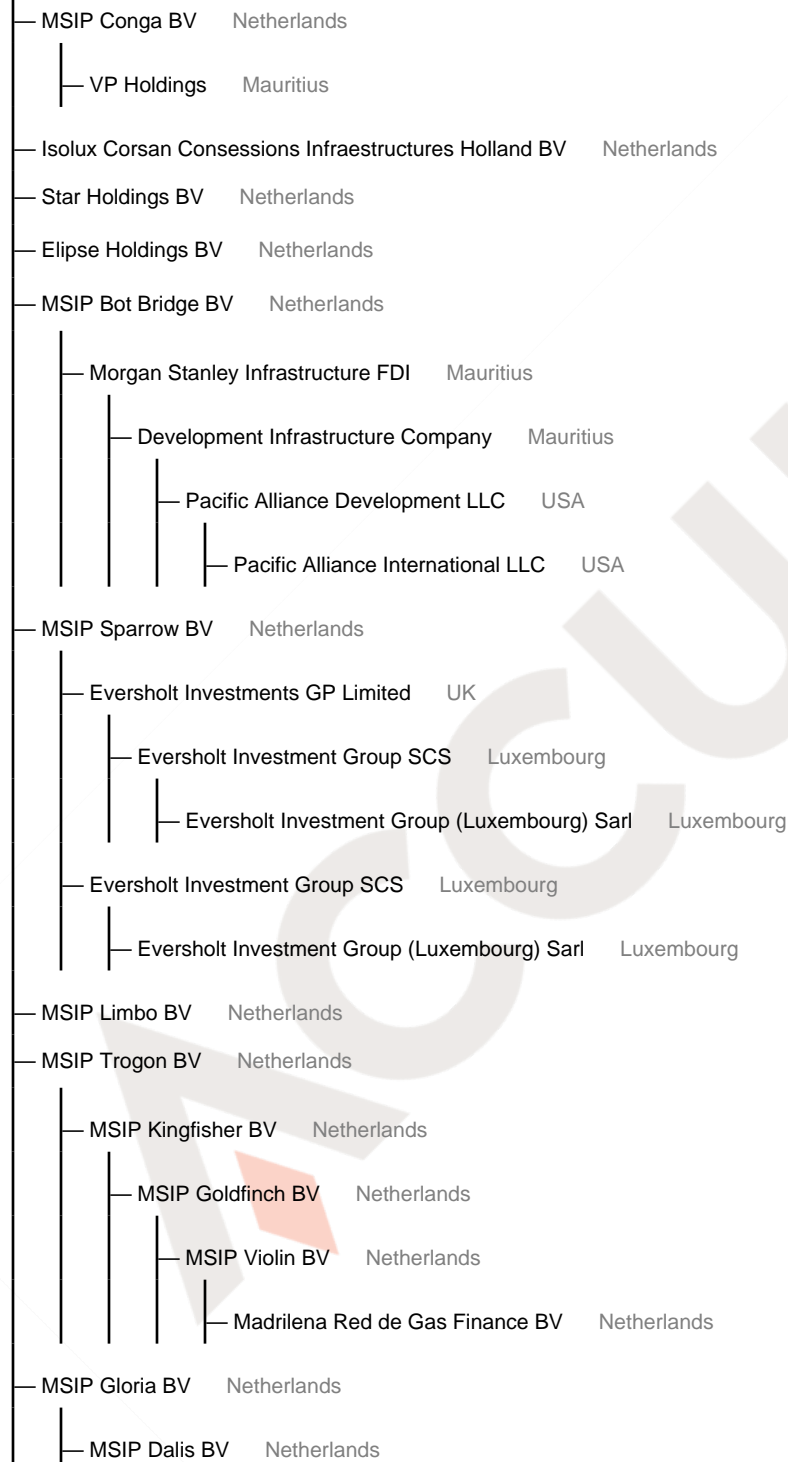 MSIP Conga BV Netherlands
VP Holdings Mauritius
Isolux Corsan Consessions Infraestructures Holland BV Netherlands
Star Holdings BV Netherlands
Elipse Holdings BV Netherlands
MSIP Bot Bridge BV Netherlands
Morgan Stanley Infrastructure FDI Mauritius
Development Infrastructure Company Mauritius
Pacific Alliance Development LLC USA
Pacific Alliance International LLC USA
MSIP Sparrow BV Netherlands
Eversholt Investments GP Limited UK
Eversholt Investment Group SCS Luxembourg
Eversholt Investment Group (Luxembourg) Sarl Luxembourg
Eversholt Investment Group SCS Luxembourg
Eversholt Investment Group (Luxembourg) Sarl Luxembourg
MSIP Limbo BV Netherlands
MSIP Trogon BV Netherlands
MSIP Kingfisher BV Netherlands
MSIP Goldfinch BV Netherlands
MSIP Violin BV Netherlands
Madrilena Red de Gas Finance BV Netherlands
MSIP Gloria BV Netherlands
MSIP Dalis BV Netherlands